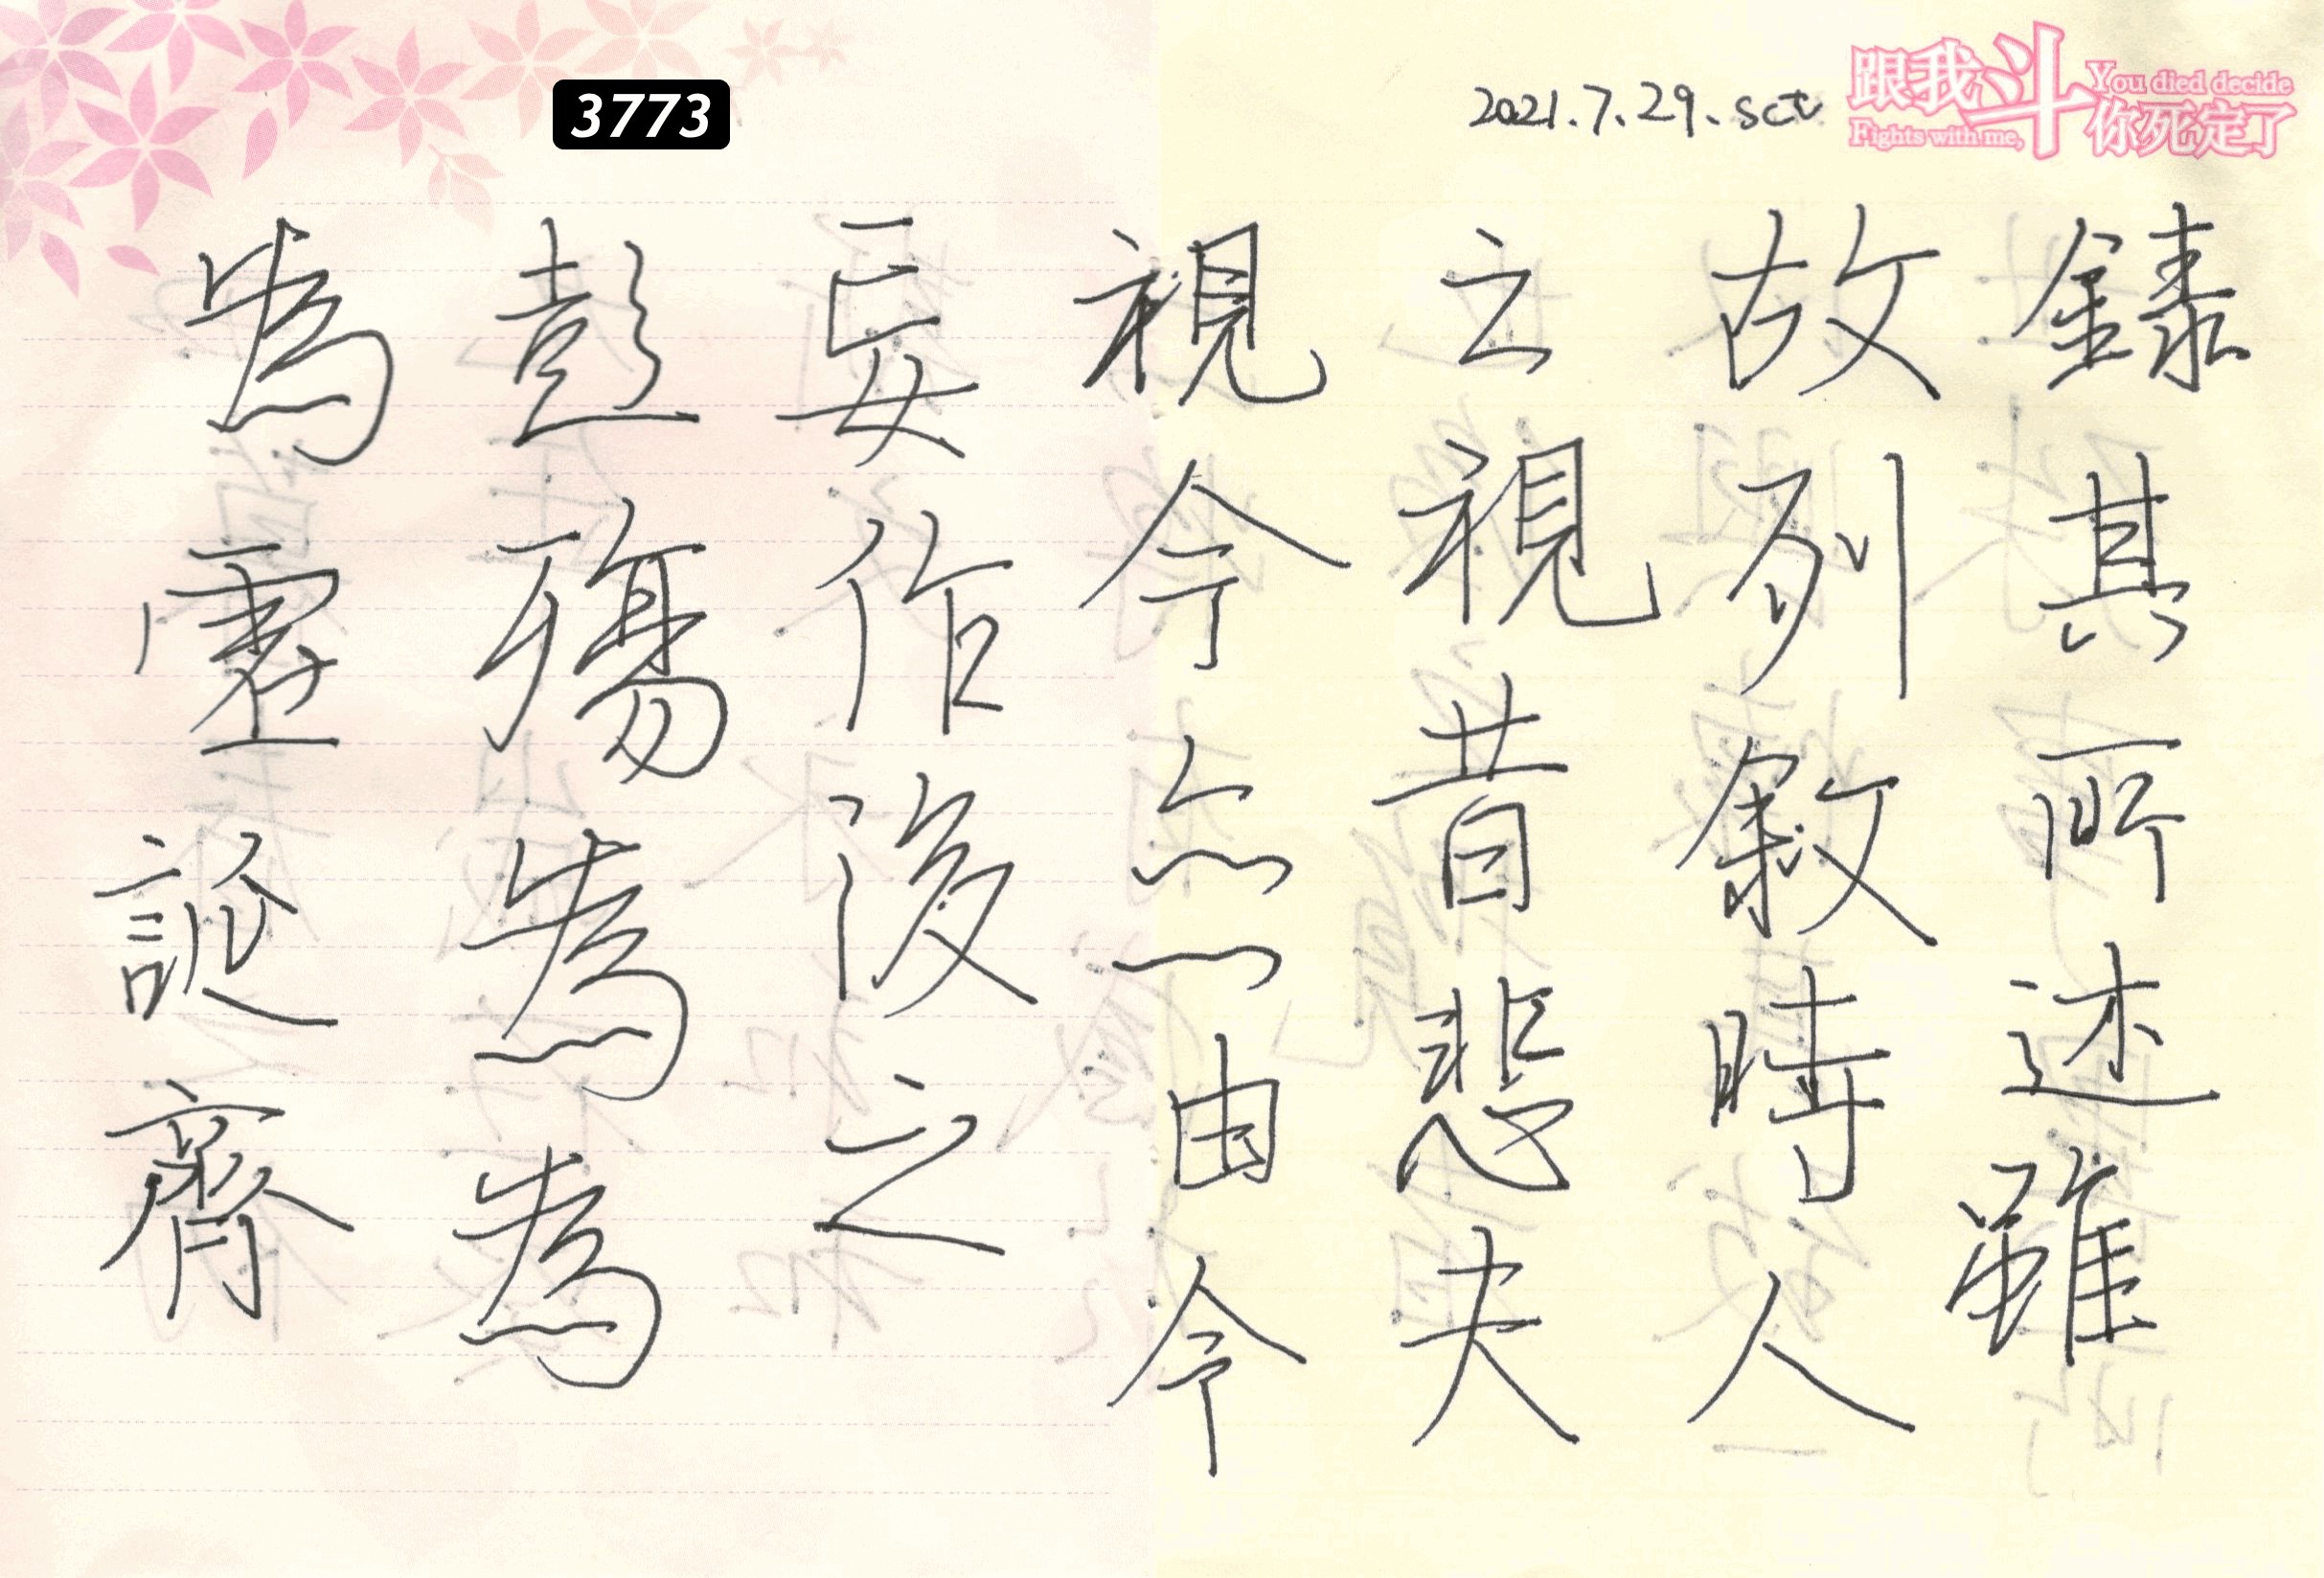 3773
2021.7.29.
跟我斗
You died decide
Fights with me,
你死定了
錄其所述雖
故列敘時人
之視昔悲夫
視今亦由今
妄作後之
彭殤為為
為虛誕齊